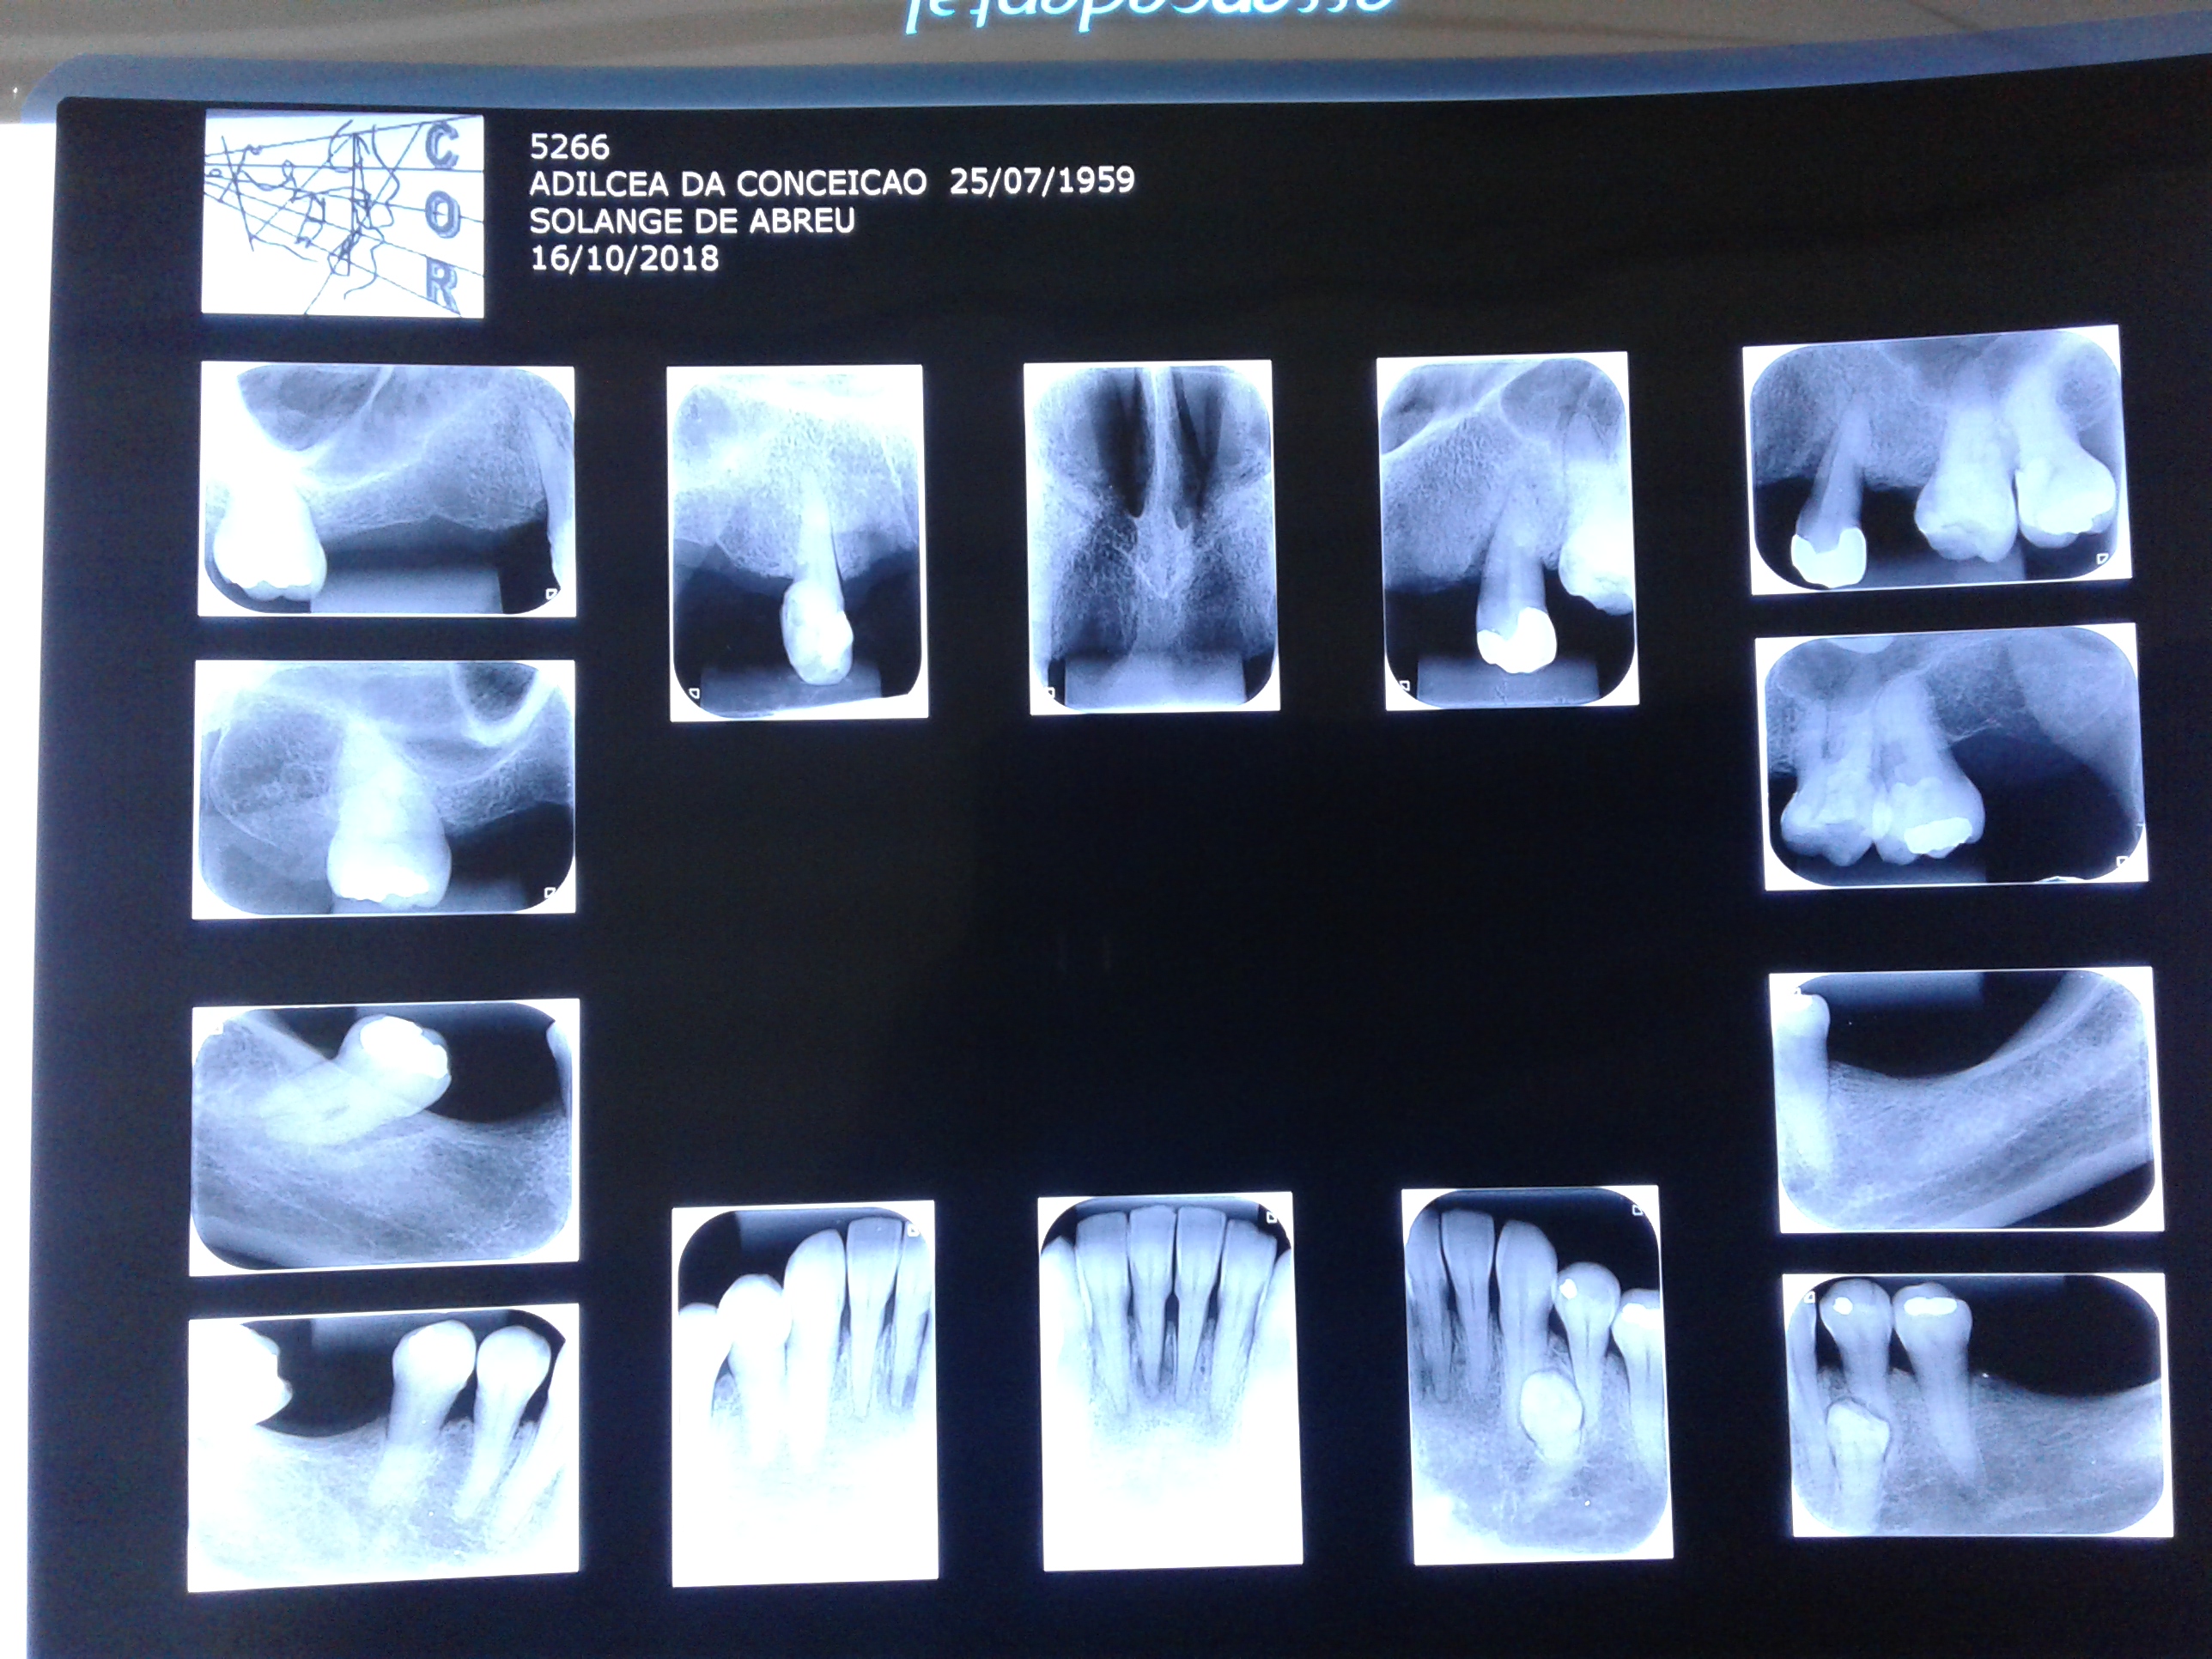 5266
ADILCEA DA CONCEICAO 25/07/1959
SOLANGE DE ABREU
16/10/2018
C
O
R